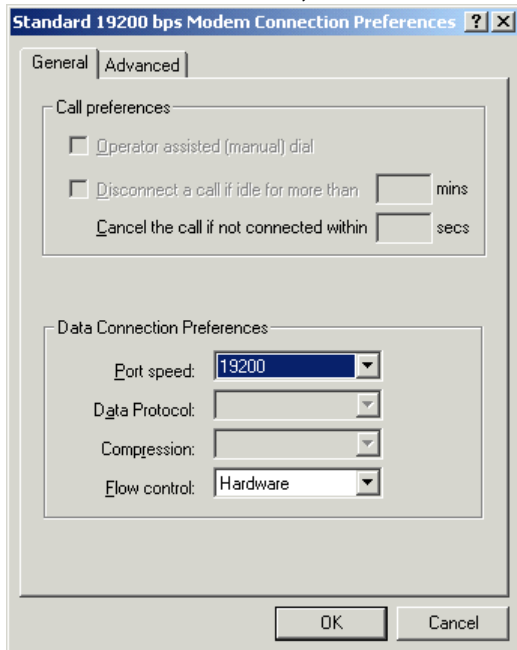 Standard 19200 bps Modem Connection Preferences
General
Advanced
Call preferences
Operator assisted (manual) dial
Disconnect a call if idle for more than mins
Cancel the call if not connected within secs
Data Connection Preferences
Port speed: 19200
Data Protocol:
Compression:
Flow control: Hardware
OK
Cancel